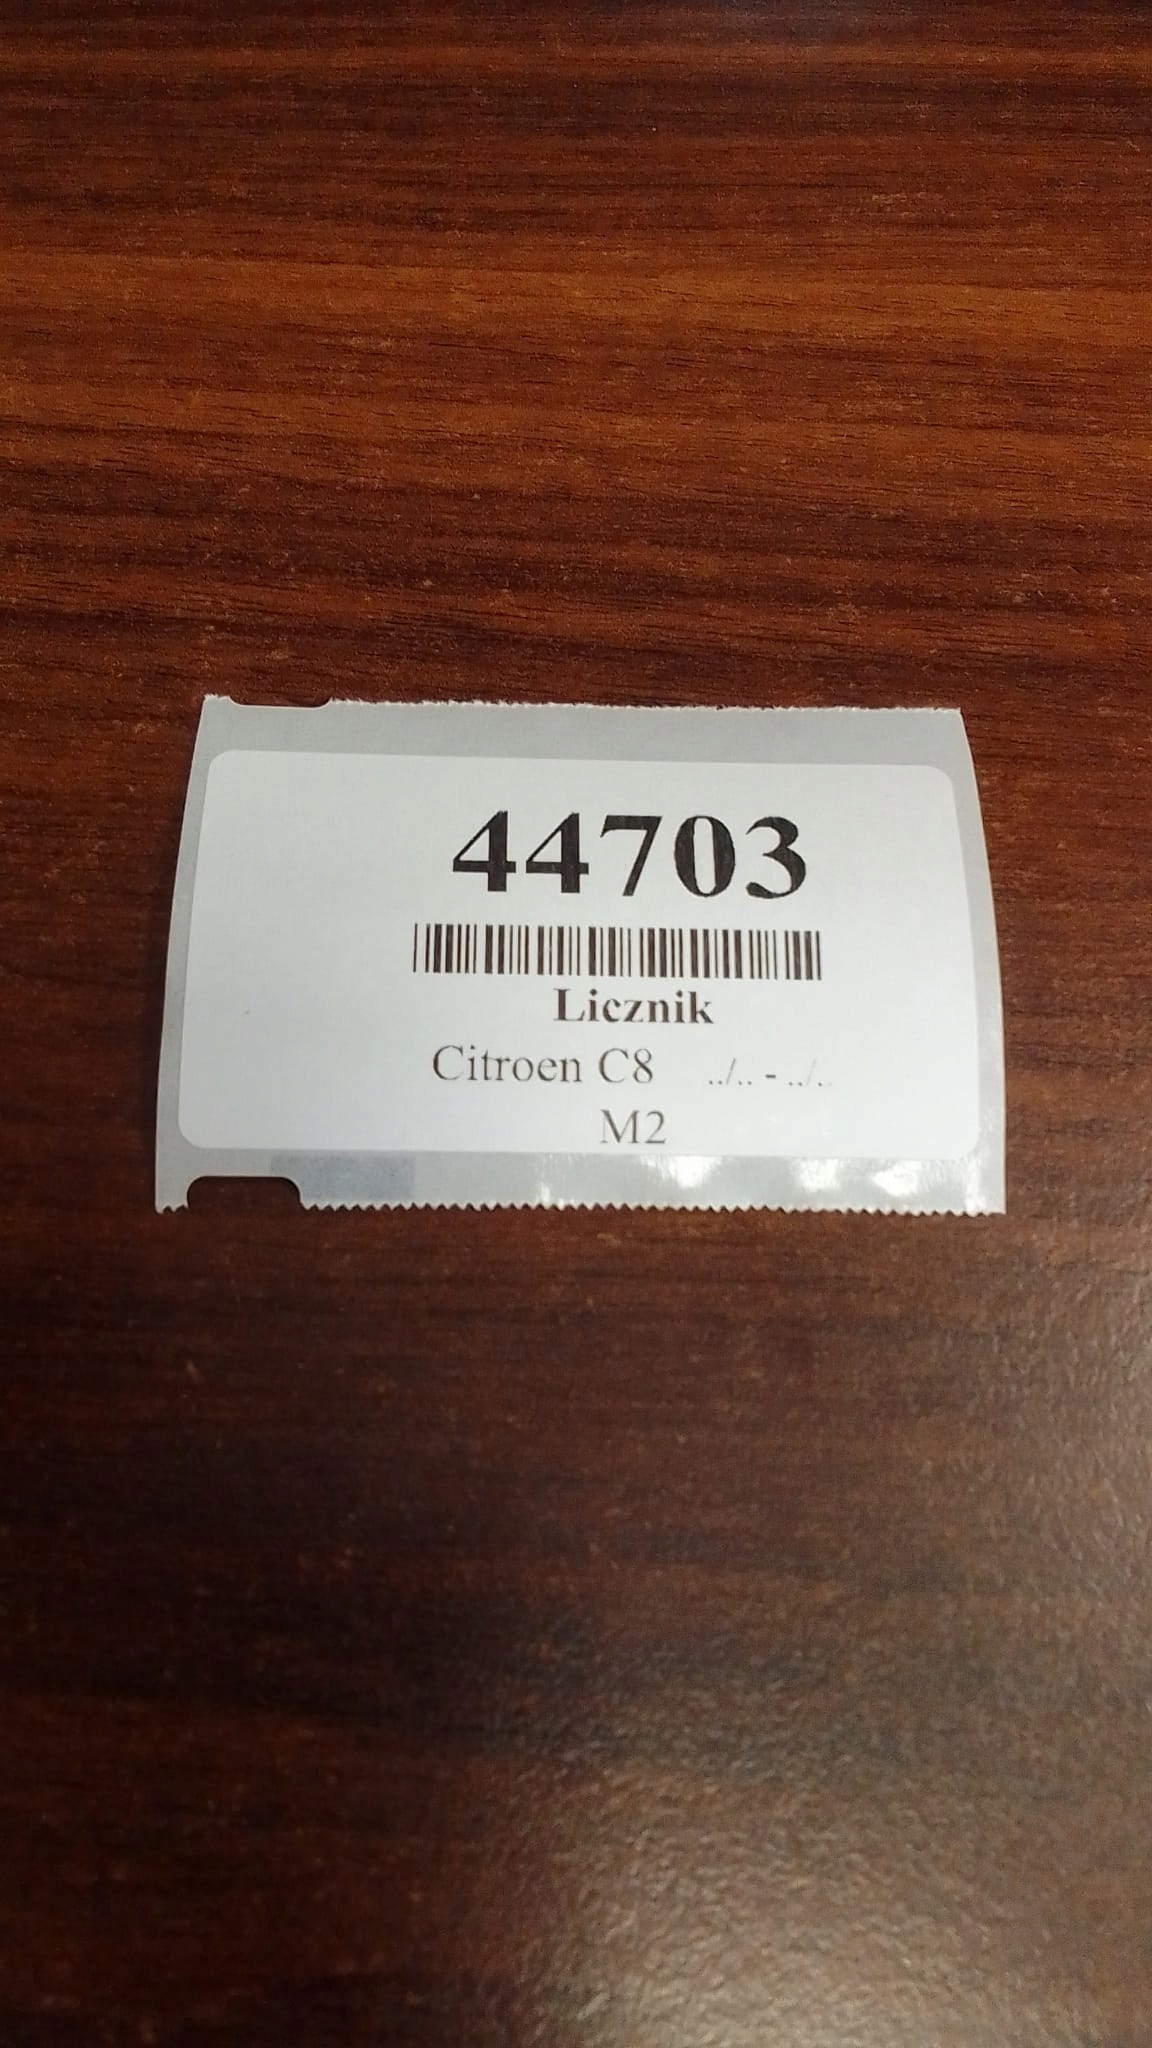 44703
Licznik
Citroen C8 ../.. - ../..
M2